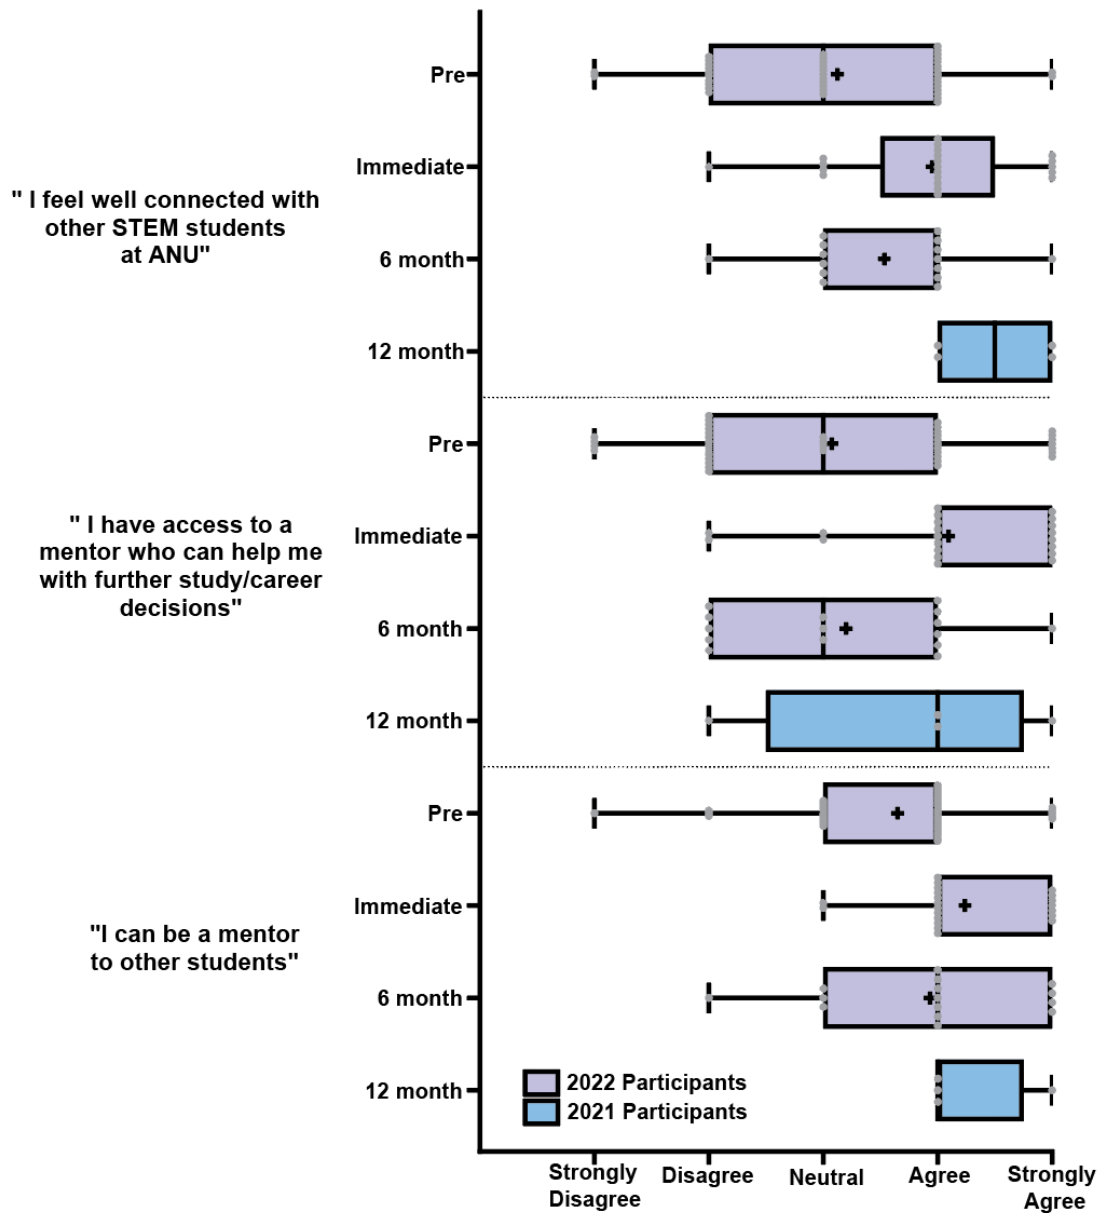 Pre
Immediate
" I feel well connected with
other STEM students
at ANU"
6 month
12 month
Pre
" I have access to a
mentor who can help me
with further study/career
decisions"
Immediate
6 month
12 month
Pre
Immediate
"I can be a mentor
to other students"
6 month
12 month
2022 Participants
2021 Participants
Strongly
Disagree
Disagree
Neutral
Agree
Strongly
Agree